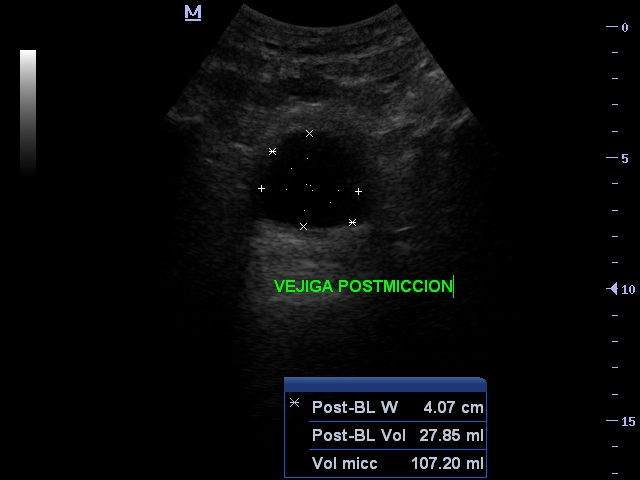 M
0
5
VEJIGA POSTMICCION
10
Post-BL W 4.07 cm
Post-BL Vol 27.85 ml
15
Vol micc 107.20 ml